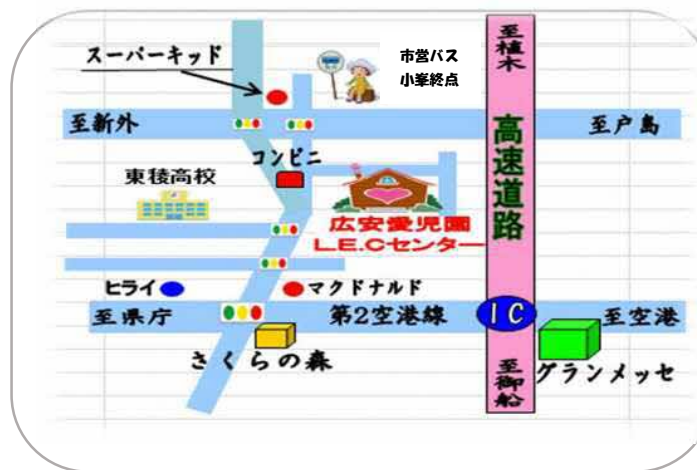 スーパーキッド
市営バス
小峯終点
至植木
至新外
至戸島
コンビニ
高速道路
東稜高校
広安愛児園
L.E.Cセンター
ヒライ
マクドナルド
至県庁
第2空港線
IC
至空港
さくらの森
グランメッセ
至御船